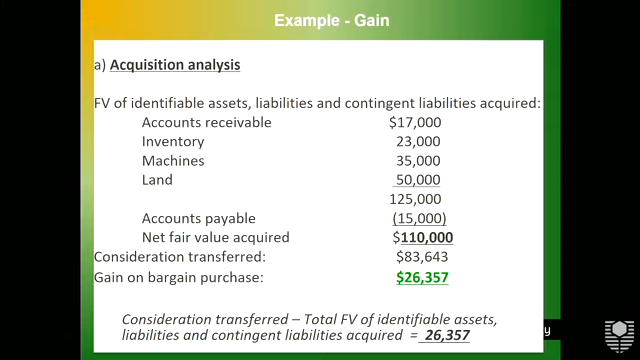 Example - Gain
a) Acquisition analysis
FV of identifiable assets, liabilities and contingent liabilities acquired:
Accounts receivable $17,000
Inventory 23,000
Machines 35,000
Land 50,000
125,000
Accounts payable (15,000)
Net fair value acquired $110,000
Consideration transferred: $83,643
Gain on bargain purchase: $26,357
Consideration transferred – Total FV of identifiable assets,
liabilities and contingent liabilities acquired = 26,357